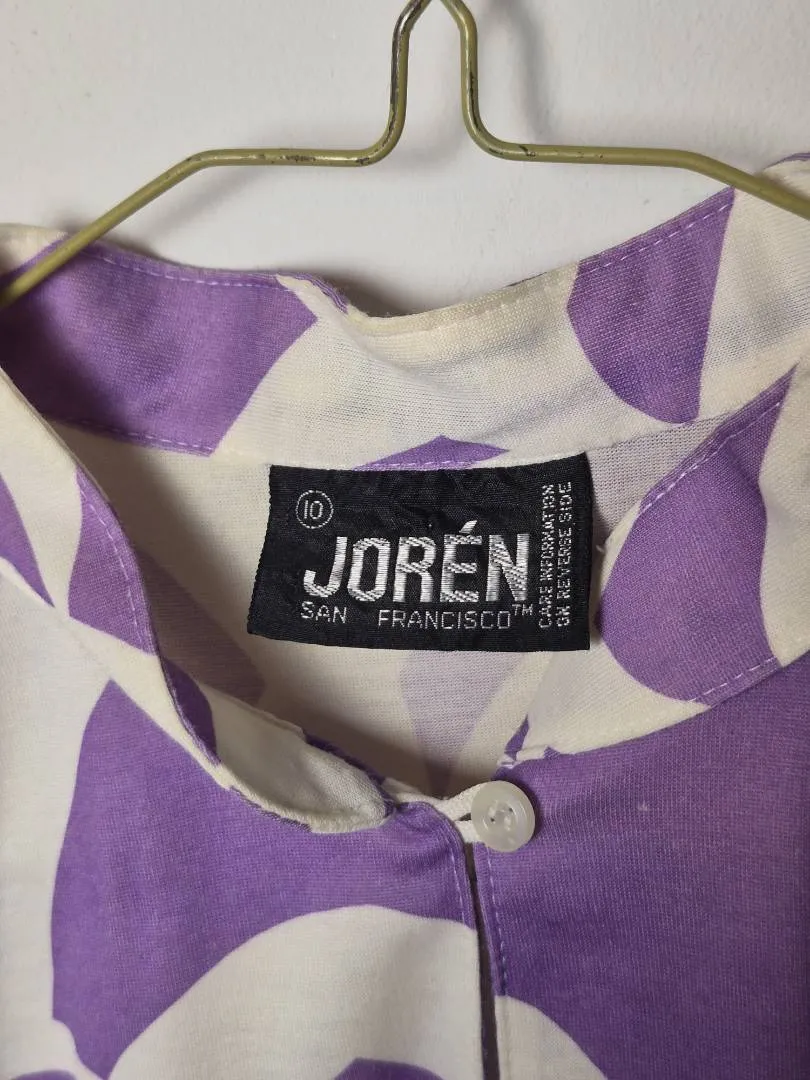 10
JORÉN
SAN FRANCISCO™
CARE INFORMATION
ON REVERSE SIDE